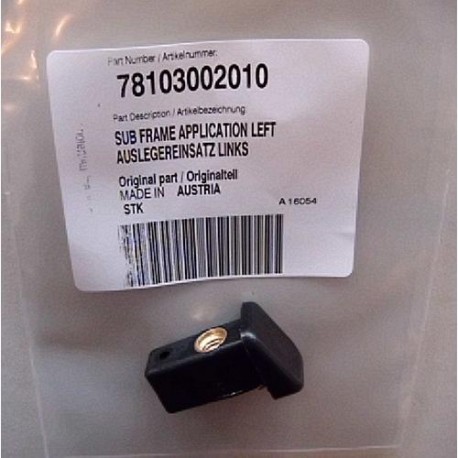 Part Number / Artikelnummer:
78103002010
Part Description / Artikelbezeichnung:
SUB FRAME APPLICATION LEFT
AUSLEGEREINSATZ LINKS
Original part / Originalteil
MADE IN AUSTRIA
STK A 16054